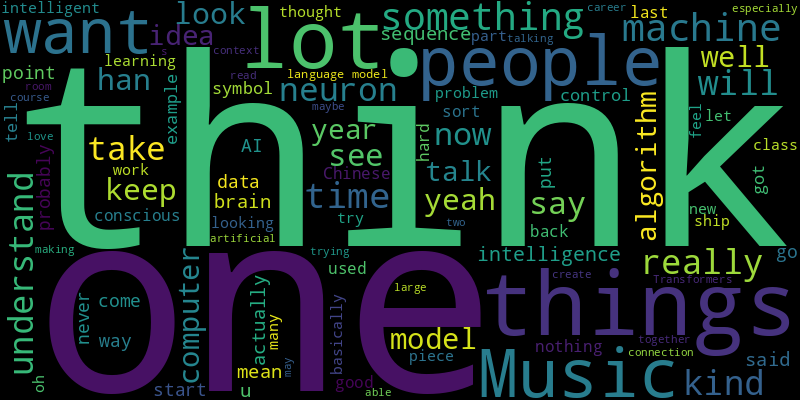 intelligent
want
idea
look
lot
thought
something
sequence
part
talking
career
last
especially
machine
people
learning
language model
context
s
read
point
han
symbol
neuron
problem
control
well
will
room
course
tell
example
maybe
sort
think
love
take
work
AI
year
see
hard
now
algorithm
feel
let
class
probably
keep
data
brain
Chinese
time
talk
yeah
put
say
got
new
ship
conscious
looking
artificial
try
two
back
understand
making
one
trying
intelligence
really
go
never
come
way
computer
actually
many
used
large
things
create
Transformers
basically
model
piece
nothing
together
connection
oh
start
u
mean
may
good
able
Music
kind
said